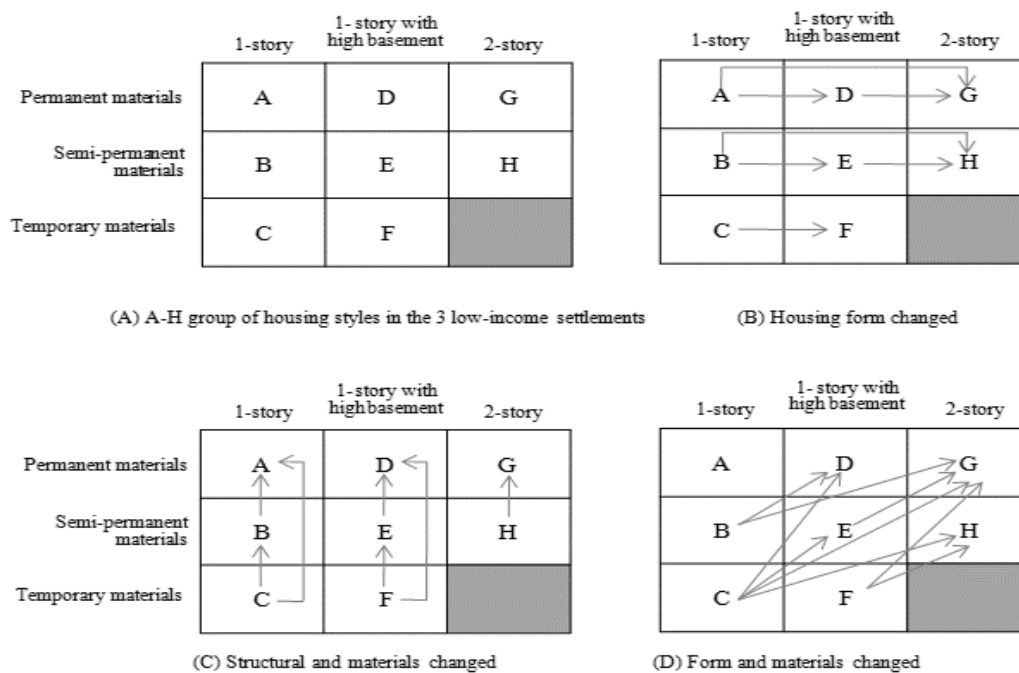 1-story
1- story with
high basement
2-story
Permanent materials
A
D
G
Semi-permanent
materials
B
E
H
Temporary materials
C
F
(A) A-H group of housing styles in the 3 low-income settlements
1-story
1- story with
high basement
2-story
A
D
G
B
E
H
C
F
(B) Housing form changed
1-story
1-story with
high basement
2-story
Permanent materials
A
D
G
Semi-permanent
materials
B
E
H
Temporary materials
C
F
(C) Structural and materials changed
1-story
1- story with
high basement
2-story
A
D
G
B
E
H
C
F
(D) Form and materials changed